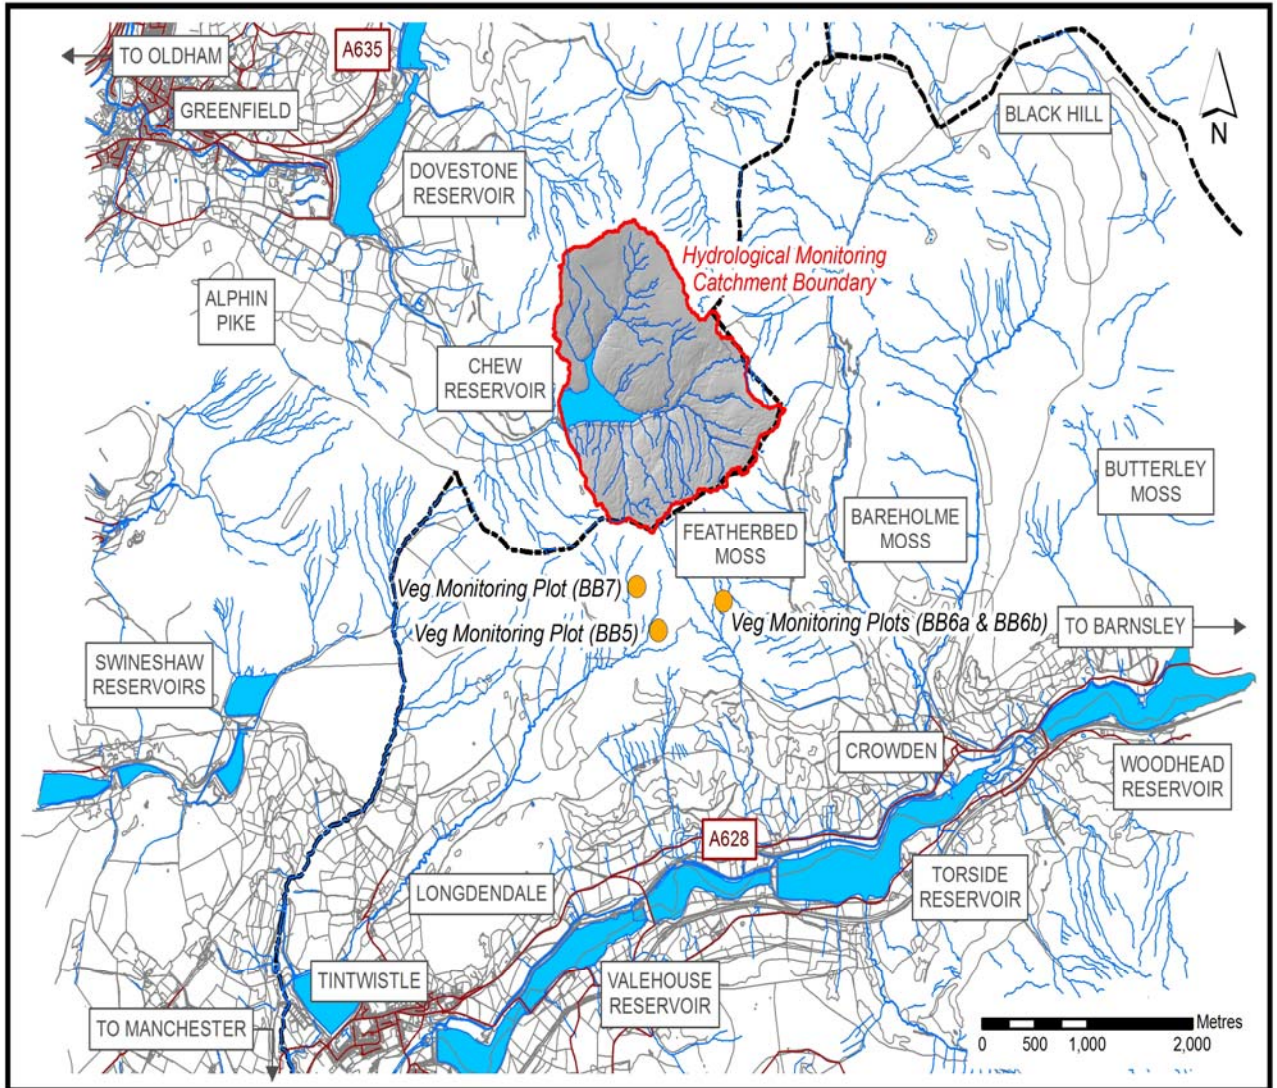 A635
TO OLDHAM
GREENFIELD
BLACK HILL
N
DOVESTONE
RESERVOIR
Hydrological Monitoring
Catchment Boundary
ALPHIN
PIKE
CHEW
RESERVOIR
BUTTERLEY
MOSS
BAREHOLME
MOSS
FEATHERBED
MOSS
Veg Monitoring Plot (BB7)
Veg Monitoring Plot (BB5)
Veg Monitoring Plots (BB6a & BB6b)
TO BARNSLEY
SWINESHAW
RESERVOIRS
CROWDEN
WOODHEAD
RESERVOIR
A628
LONGDENDALE
TORSIDE
RESERVOIR
TINTWISTLE
VALEHOUSE
RESERVOIR
TO MANCHESTER
Metres
0 500 1,000 2,000